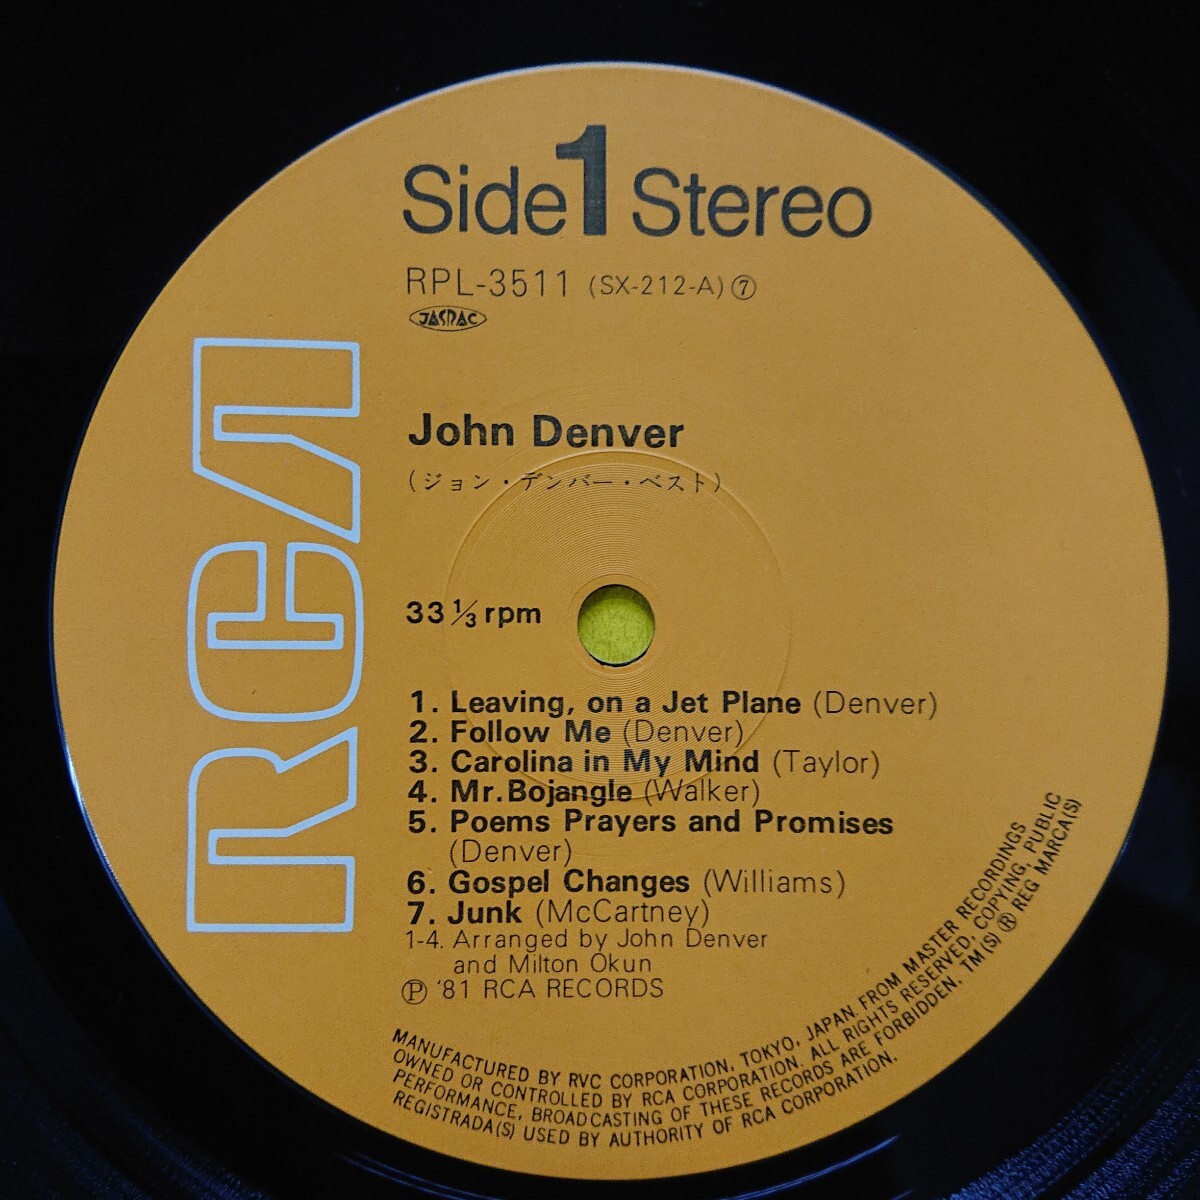 Side 1 Stereo
RPL-3511 (SX-212-A) ⑦
JASRAC
RCA
John Denver
(ジョン・デンバー・ベスト)
33 ⅓ rpm
1. Leaving, on a Jet Plane (Denver)
2. Follow Me (Denver)
3. Carolina in My Mind (Taylor)
4. Mr.Bojangle (Walker)
5. Poems Prayers and Promises
(Denver)
6. Gospel Changes (Williams)
7. Junk (McCartney)
1-4. Arranged by John Denver
and Milton Okun
Ⓟ '81 RCA RECORDS
MANUFACTURED BY RVC CORPORATION, TOKYO, JAPAN. FROM MASTER RECORDINGS
OWNED OR CONTROLLED BY RCA CORPORATION. ALL RIGHTS RESERVED, COPYING, PUBLIC
PERFORMANCE, BROADCASTING OF THESE RECORDS ARE FORBIDDEN. TM(S) ® REG MARCA(S)
REGISTRADA(S) USED BY AUTHORITY OF RCA CORPORATION.